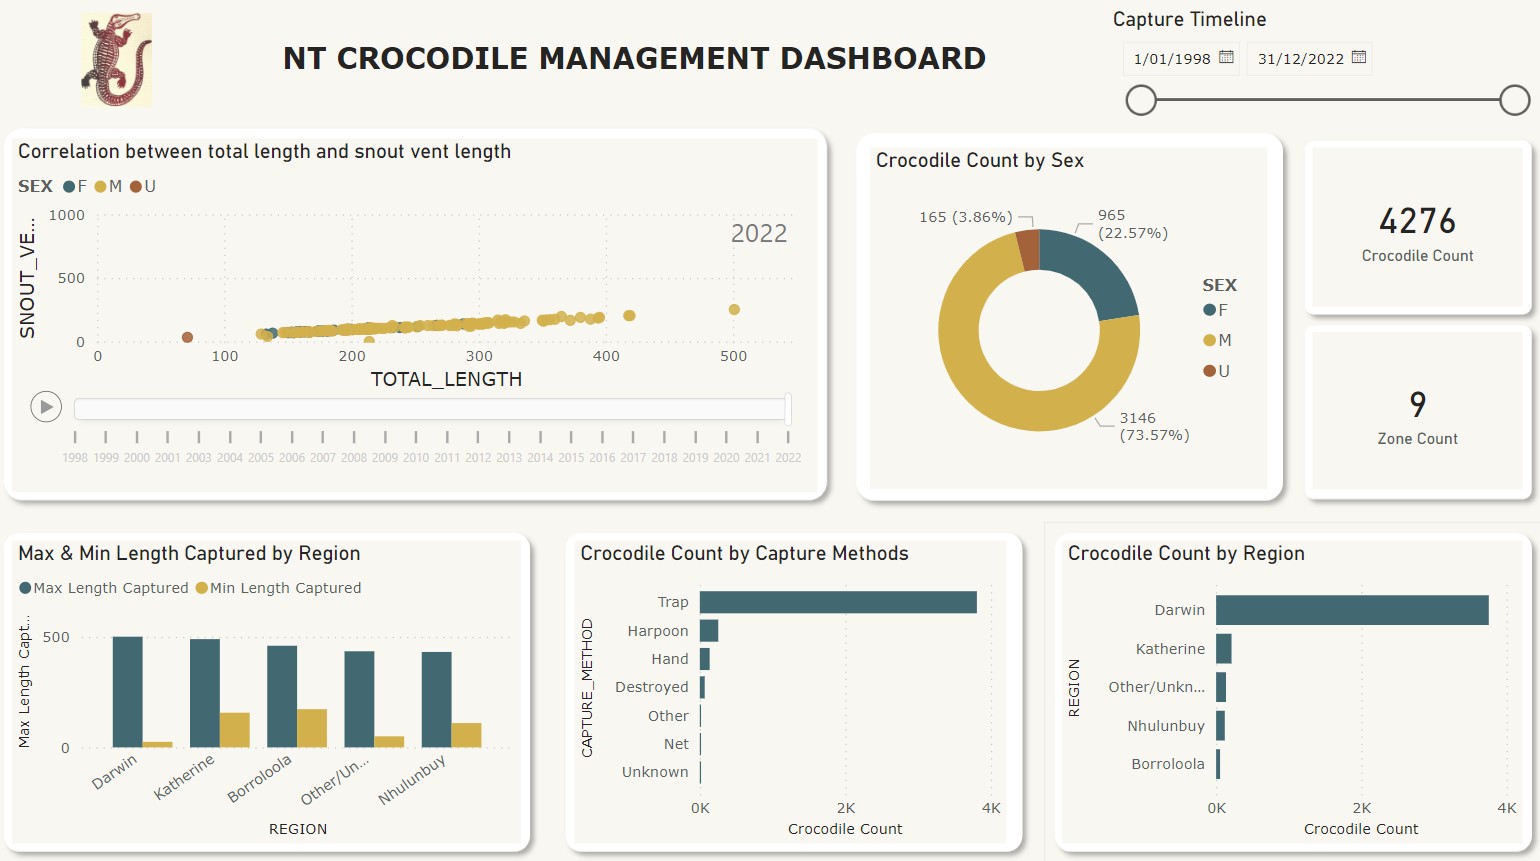 NT CROCODILE MANAGEMENT DASHBOARD
Capture Timeline
1/01/1998
31/12/2022
Correlation between total length and snout vent length
SEX F M U
1000
500
0
SNOUT_VE...
2022
0 100 200 300 400 500
TOTAL_LENGTH
1998 1999 2000 2001 2003 2004 2005 2006 2007 2008 2009 2010 2011 2012 2013 2014 2015 2016 2017 2018 2019 2020 2021 2022
Crocodile Count by Sex
165 (3.86%)
965
(22.57%)
3146
(73.57%)
SEX
F
M
U
4276
Crocodile Count
9
Zone Count
Max & Min Length Captured by Region
Max Length Captured Min Length Captured
Max Length Capt...
500
0
Darwin
Katherine
Borroloola
Other/Un...
Nhulunbuy
REGION
Crocodile Count by Capture Methods
CAPTURE_METHOD
Trap
Harpoon
Hand
Destroyed
Other
Net
Unknown
0K 2K 4K
Crocodile Count
Crocodile Count by Region
REGION
Darwin
Katherine
Other/Unkn...
Nhulunbuy
Borroloola
0K 2K 4K
Crocodile Count